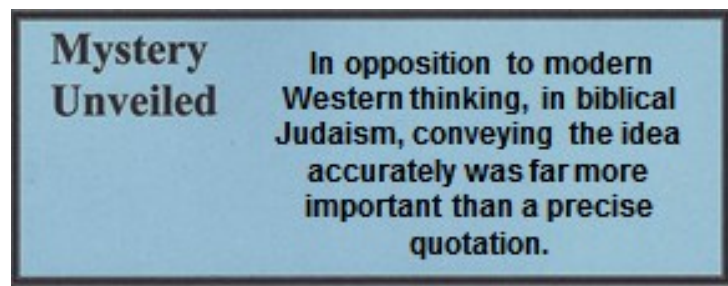 Mystery
Unveiled
In opposition to modern
Western thinking, in biblical
Judaism, conveying the idea
accurately was far more
important than a precise
quotation.